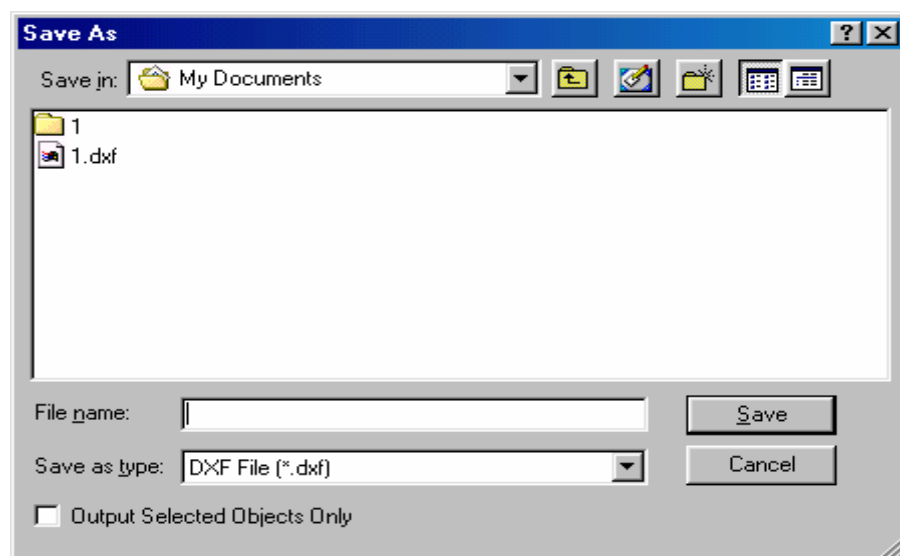 Save As
Save in: My Documents
1
1.dxf
File name:
Save
Save as type: DXF File (*.dxf)
Cancel
Output Selected Objects Only